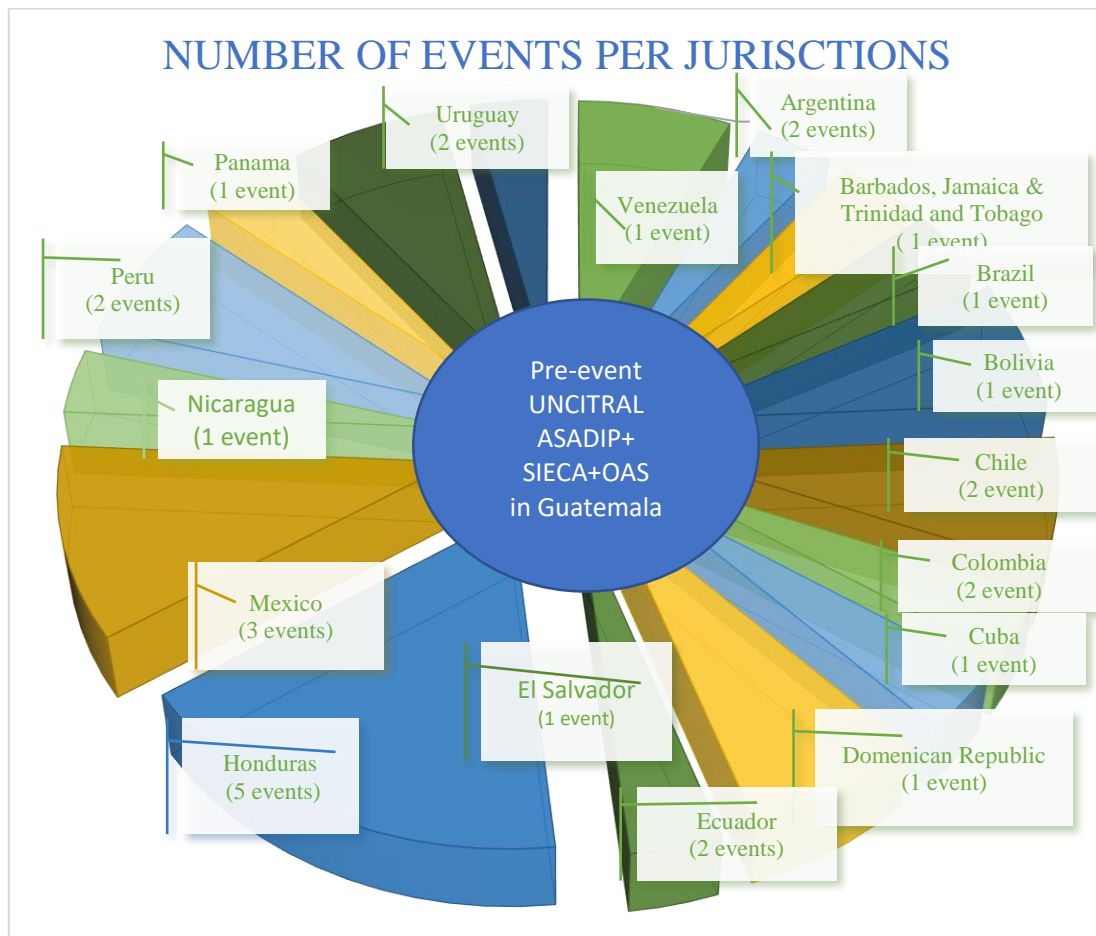 NUMBER OF EVENTS PER JURISCTIONS
Argentina
(2 events)
Uruguay
(2 events)
Panama
(1 event)
Venezuela
(1 event)
Barbados, Jamaica &
Trinidad and Tobago
( 1 event)
Peru
(2 events)
Brazil
(1 event)
Bolivia
(1 event)
Pre-event
UNCITRAL
ASADIP+
SIECA+OAS
in Guatemala
Nicaragua
(1 event)
Chile
(2 event)
Colombia
(2 event)
Mexico
(3 events)
Cuba
(1 event)
El Salvador
(1 event)
Honduras
(5 events)
Domenican Republic
(1 event)
Ecuador
(2 events)